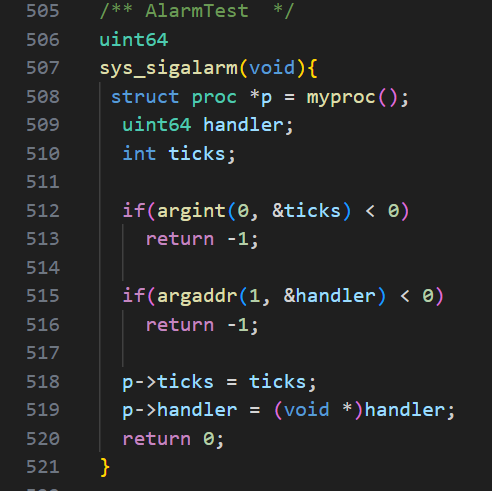 505 /** AlarmTest  */
506 uint64
507 sys_sigalarm(void){
508  struct proc *p = myproc();
509   uint64 handler;
510   int ticks;
511
512   if(argint(0, &ticks) < 0)
513     return -1;
514
515   if(argaddr(1, &handler) < 0)
516     return -1;
517
518   p->ticks = ticks;
519   p->handler = (void *)handler;
520   return 0;
521 }